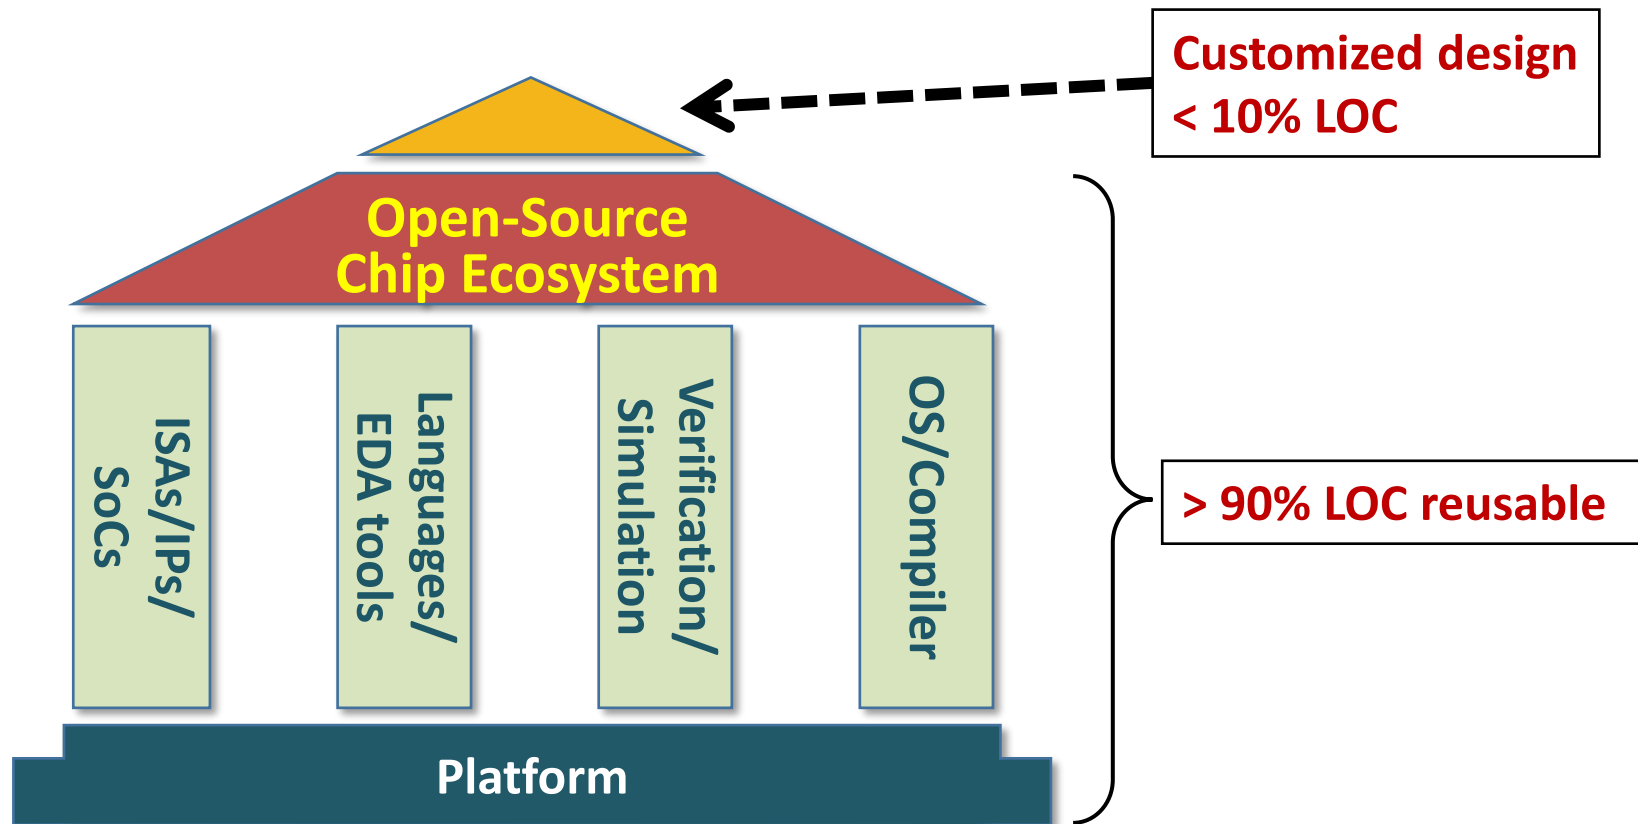 Customized design
< 10% LOC
Open-Source
Chip Ecosystem
ISAs/IPs/
SoCs
Languages/
EDA tools
Verification/
Simulation
OS/Compiler
> 90% LOC reusable
Platform